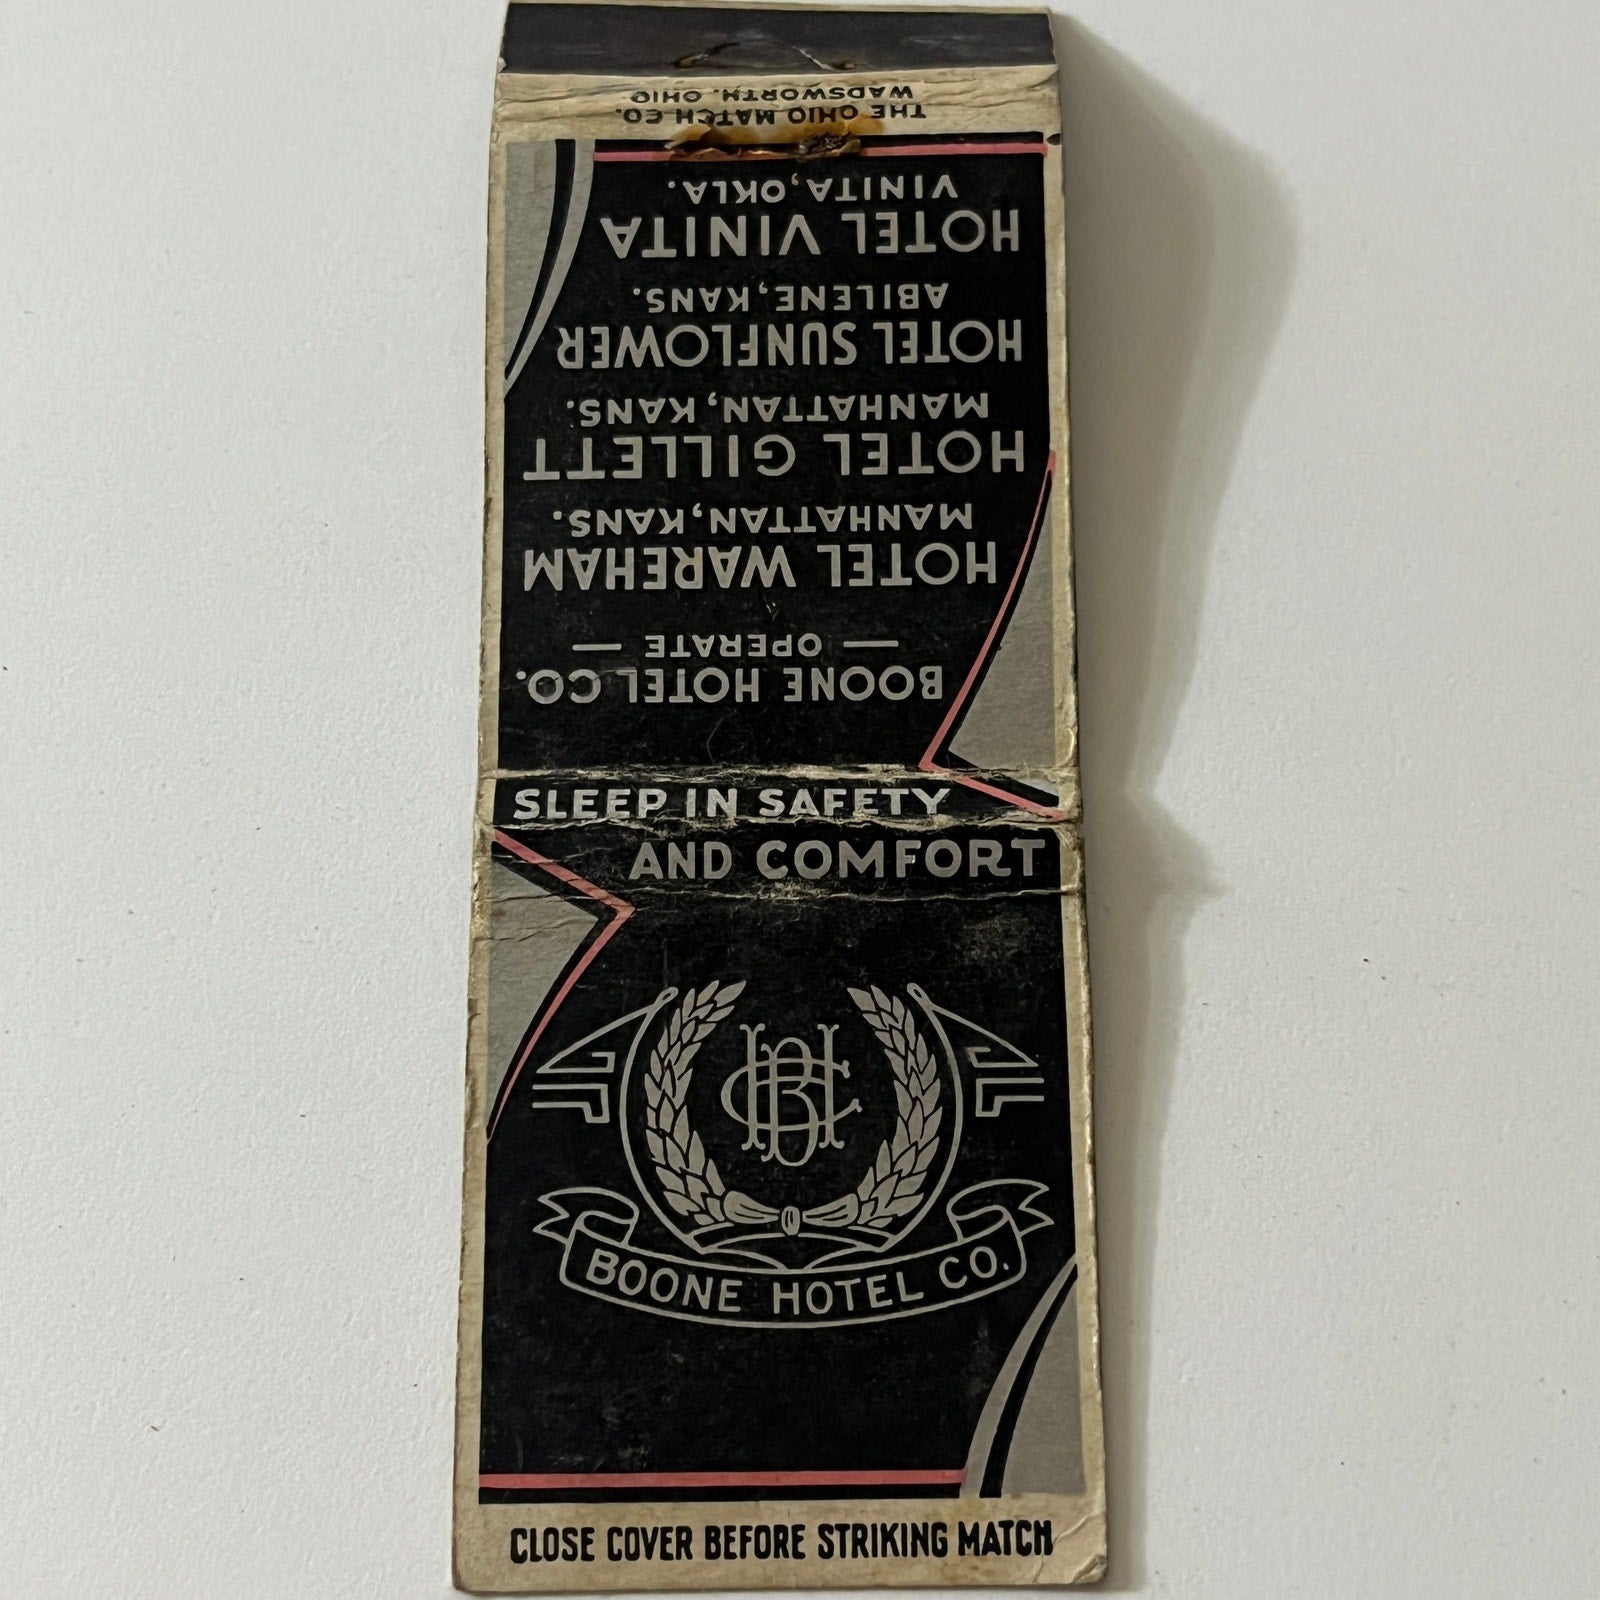 CLOSE COVER BEFORE STRIKING MATCH
HBC
BOONE HOTEL CO.
SLEEP IN SAFETY
AND COMFORT
BOONE HOTEL CO.
— OPERATE —
HOTEL WAREHAM
MANHATTAN, KANS.
HOTEL GILLETT
MANHATTAN, KANS.
HOTEL SUNFLOWER
ABILENE, KANS.
HOTEL VINITA
VINITA, OKLA.
THE OHIO MATCH CO.
WADSWORTH, OHIO